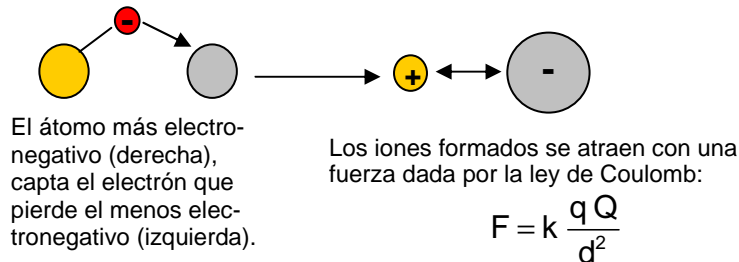 -
+
-
El átomo más electro-
negativo (derecha),
capta el electrón que
pierde el menos elec-
tronegativo (izquierda).
Los iones formados se atraen con una
fuerza dada por la ley de Coulomb:
F = k q Q / d²